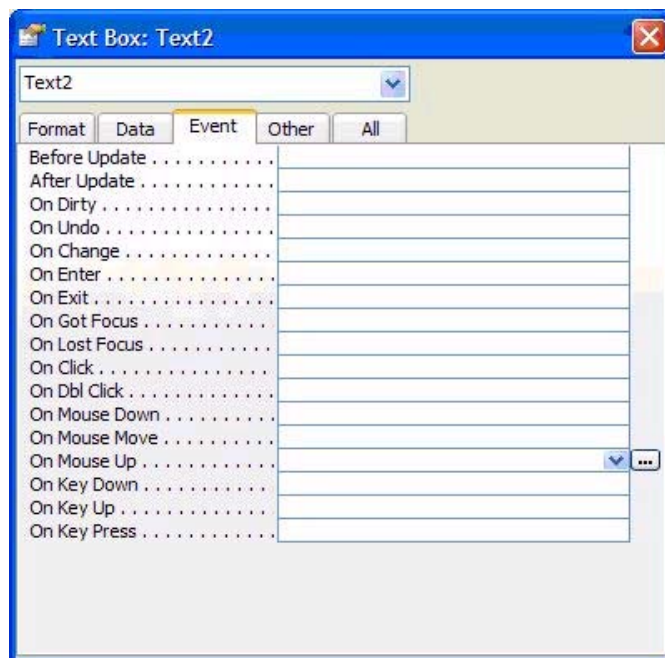 Text Box: Text2
Text2
Format Data Event Other All
Before Update . . . . . . . . . . .
After Update . . . . . . . . . . . .
On Dirty . . . . . . . . . . . . . . .
On Undo . . . . . . . . . . . . . . .
On Change . . . . . . . . . . . . .
On Enter . . . . . . . . . . . . . . .
On Exit . . . . . . . . . . . . . . . .
On Got Focus . . . . . . . . . . .
On Lost Focus . . . . . . . . . . .
On Click . . . . . . . . . . . . . . .
On Dbl Click . . . . . . . . . . . . .
On Mouse Down . . . . . . . . . .
On Mouse Move . . . . . . . . . .
On Mouse Up . . . . . . . . . . . . ...
On Key Down . . . . . . . . . . . .
On Key Up . . . . . . . . . . . . . .
On Key Press . . . . . . . . . . . .